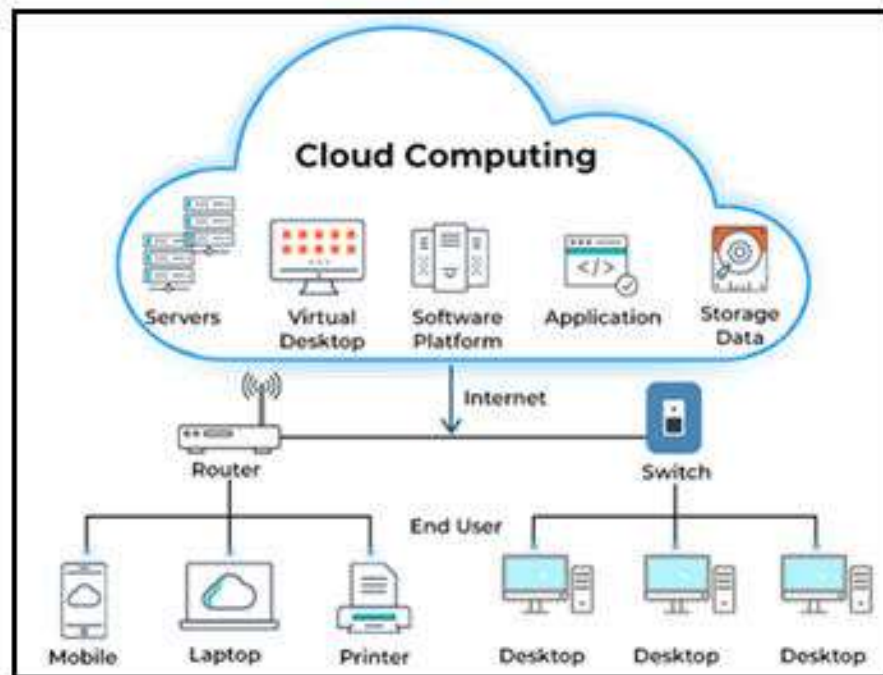 Cloud Computing
Servers
Virtual
Desktop
Software
Platform
Application
</>
Storage
Data
Internet
Router
Switch
End User
Mobile
Laptop
Printer
Desktop
Desktop
Desktop